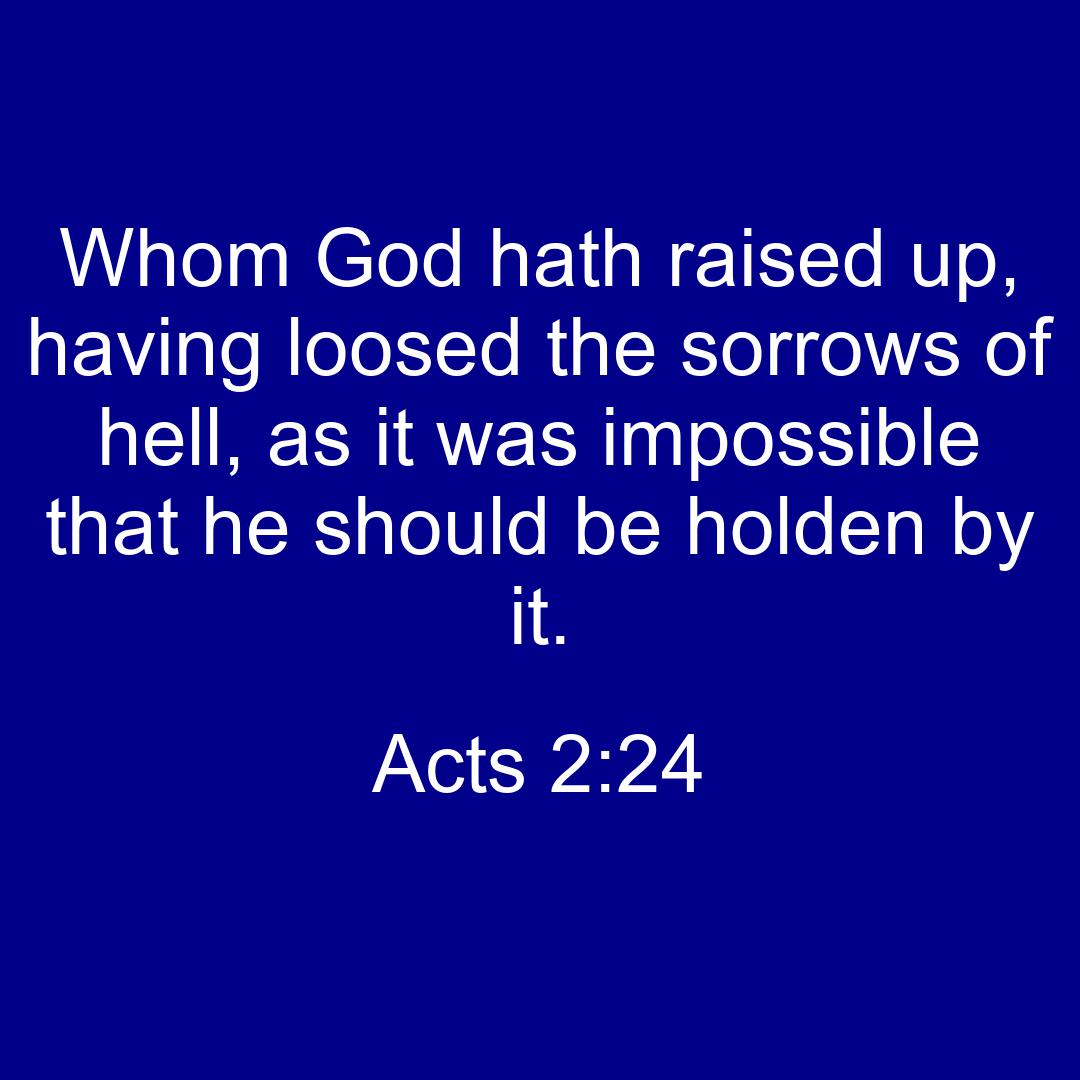 Whom God hath raised up,
having loosed the sorrows of
hell, as it was impossible
that he should be holden by
it.
Acts 2:24